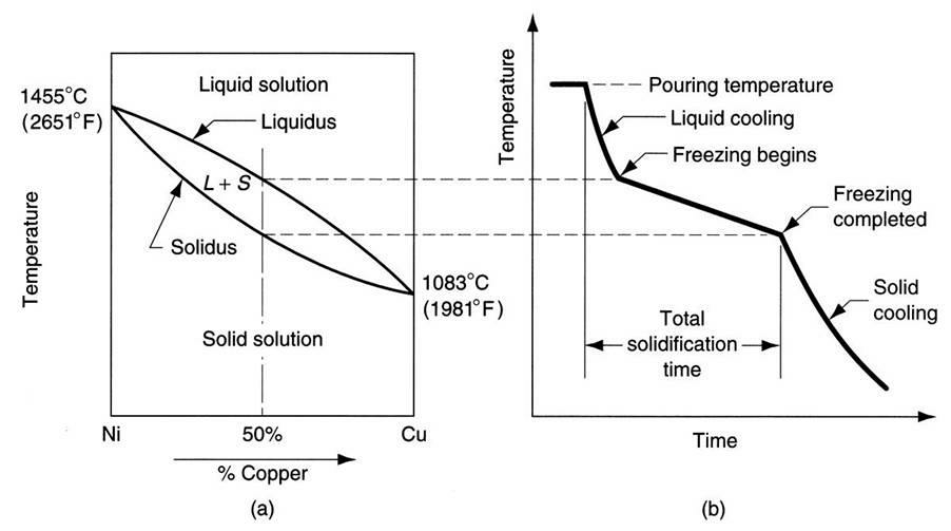 1455°C
(2651°F)
Liquid solution
Liquidus
L + S
Solidus
1083°C
(1981°F)
Solid solution
Temperature
Ni
50%
Cu
% Copper
(a)
Temperature
Pouring temperature
Liquid cooling
Freezing begins
Freezing
completed
Solid
cooling
Total
solidification
time
Time
(b)